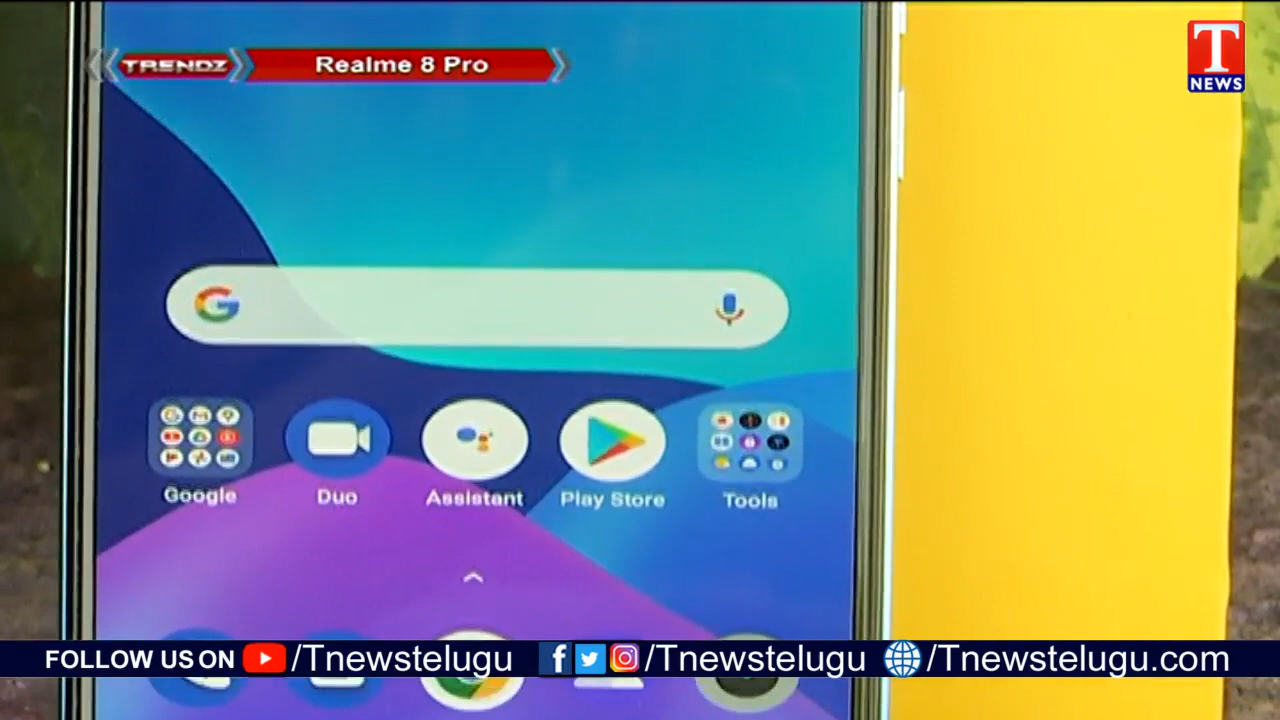 TRENDZ
Realme 8 Pro
T
NEWS
G
Google
Duo
Assistant
Play Store
Tools
FOLLOW US ON
/Tnewstelugu
/Tnewstelugu
/Tnewstelugu.com